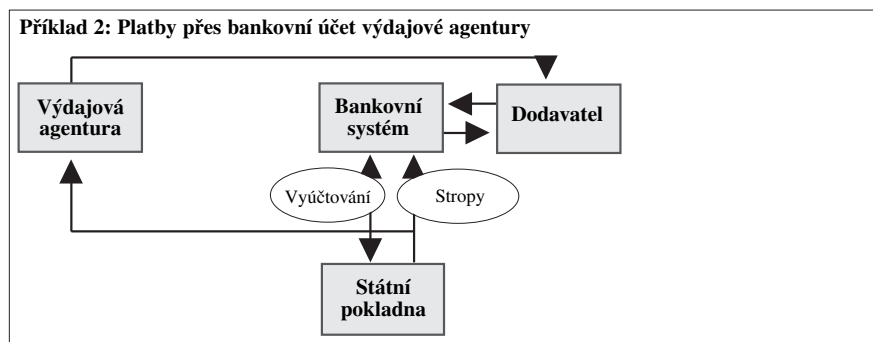 Příklad 2: Platby přes bankovní účet výdajové agentury
Výdajová
agentura
Bankovní
systém
Dodavatel
Vyúčtování
Stropy
Státní
pokladna